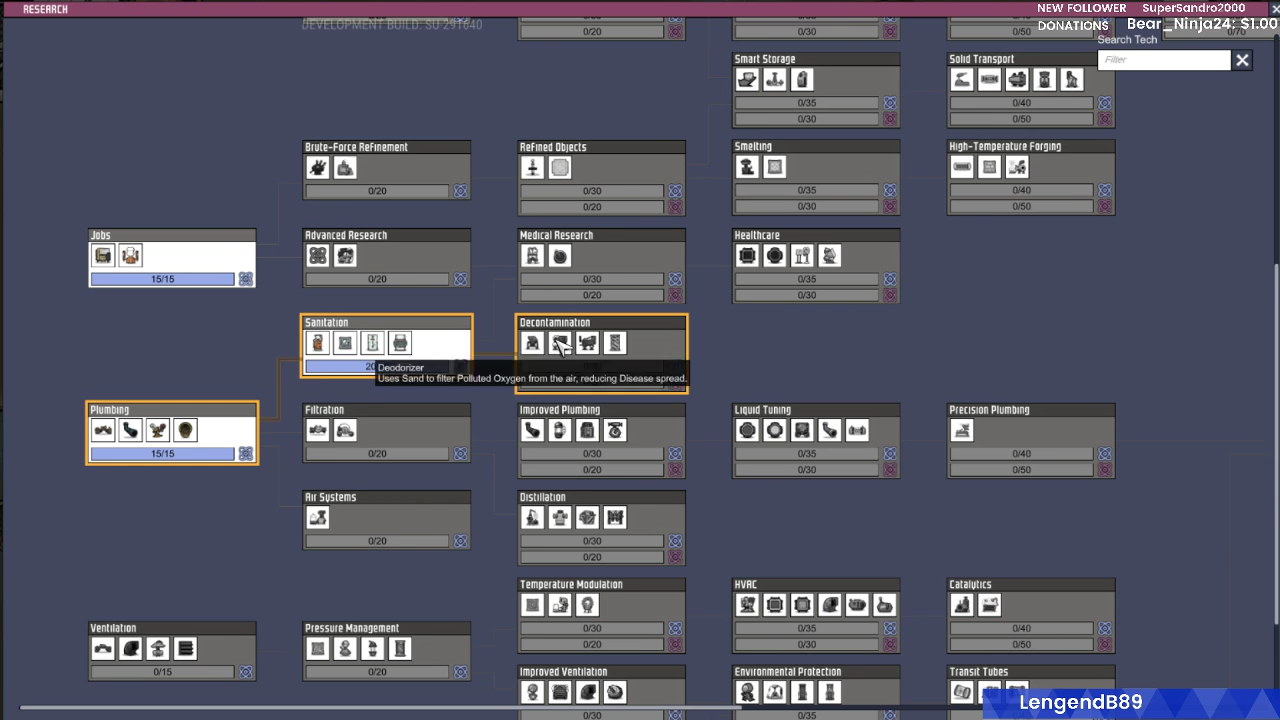 RESEARCH
NEW FOLLOWER SuperSandro2000
DONATIONS Bear_Ninja24: $1.00
DEVELOPMENT BUILD: SU-291640
0/20
0/30
0/50
0/70
Search Tech
Filter
Smart Storage
0/35
0/30
Solid Transport
0/40
0/50
Brute-Force Refinement
0/20
Refined Objects
0/30
0/20
Smelting
0/35
0/30
High-Temperature Forging
0/40
0/50
Jobs
15/15
Advanced Research
0/20
Medical Research
0/30
0/20
Healthcare
0/35
0/30
Sanitation
20
Decontamination
Deodorizer
Uses Sand to filter Polluted Oxygen from the air, reducing Disease spread.
Plumbing
15/15
Filtration
0/20
Improved Plumbing
0/30
0/20
Liquid Tuning
0/35
0/30
Precision Plumbing
0/40
0/50
Air Systems
0/20
Distillation
0/30
0/20
Temperature Modulation
0/30
0/20
HVAC
0/35
0/30
Catalytics
0/40
0/50
Ventilation
0/15
Pressure Management
0/20
Improved Ventilation
0/30
Environmental Protection
0/35
Transit Tubes
LengendB89